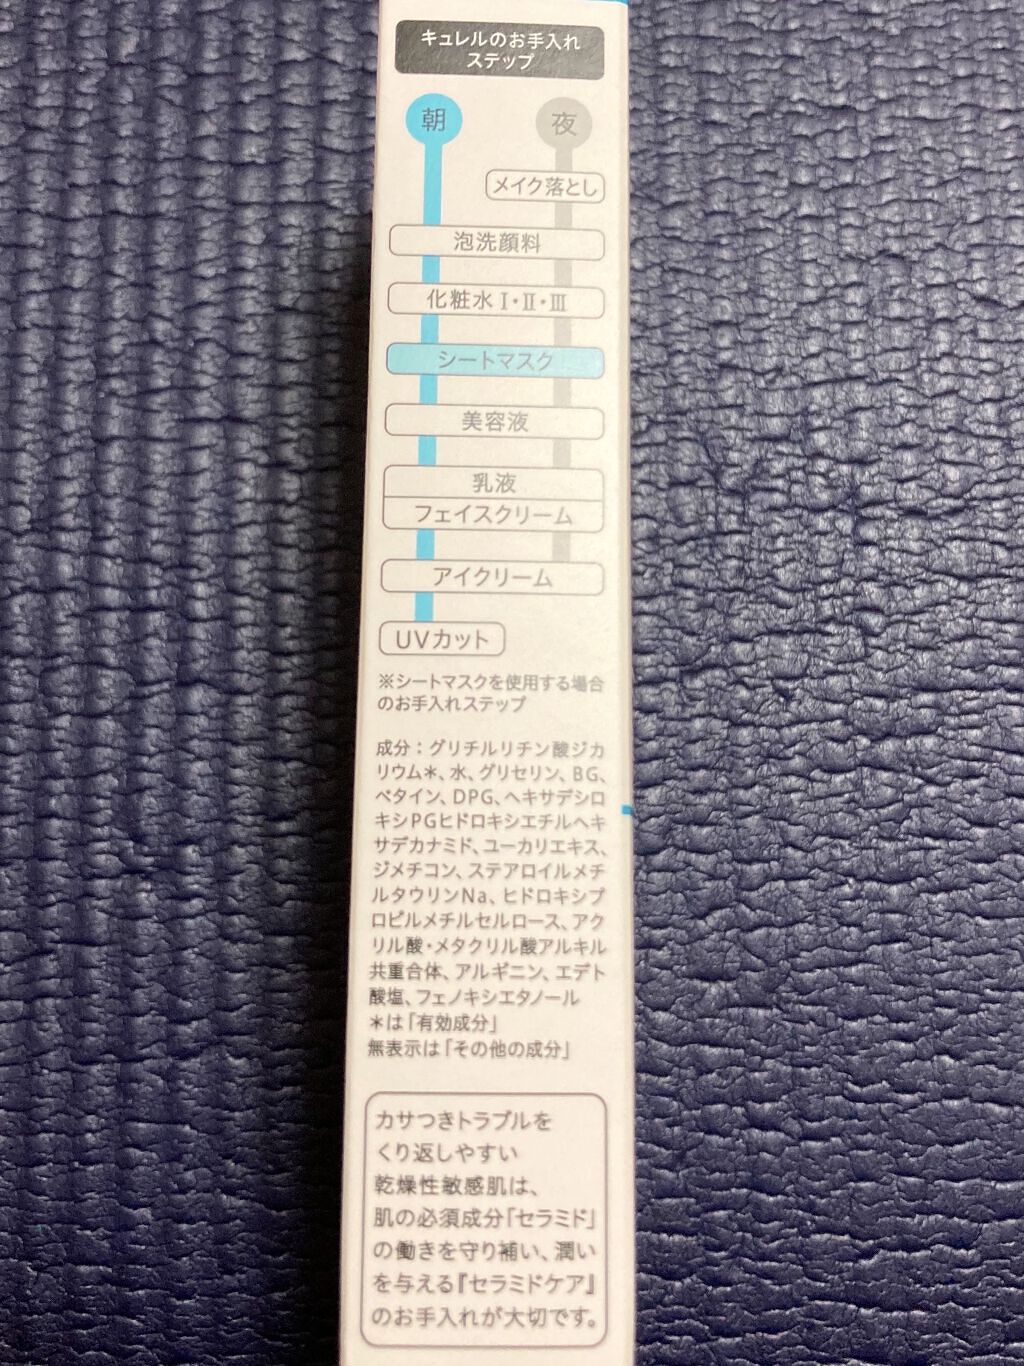 キュレルのお手入れ
ステップ
朝
夜
メイク落とし
泡洗顔料
化粧水 I・II・III
シートマスク
美容液
乳液
フェイスクリーム
アイクリーム
UVカット
※シートマスクを使用する場合
のお手入れステップ
成分：グリチルリチン酸ジカ
リウム＊、水、グリセリン、BG、
ベタイン、DPG、ヘキサデシロ
キシPGヒドロキシエチルヘキ
サデカナミド、ユーカリエキス、
ジメチコン、ステアロイルメチ
ルタウリンNa、ヒドロキシプ
ロピルメチルセルロース、アク
リル酸・メタクリル酸アルキル
共重合体、アルギニン、エデト
酸塩、フェノキシエタノール
＊は「有効成分」
無表示は「その他の成分」
カサつきトラブルを
くり返しやすい
乾燥性敏感肌は、
肌の必須成分「セラミド」
の働きを守り補い、潤い
を与える『セラミドケア』
のお手入れが大切です。